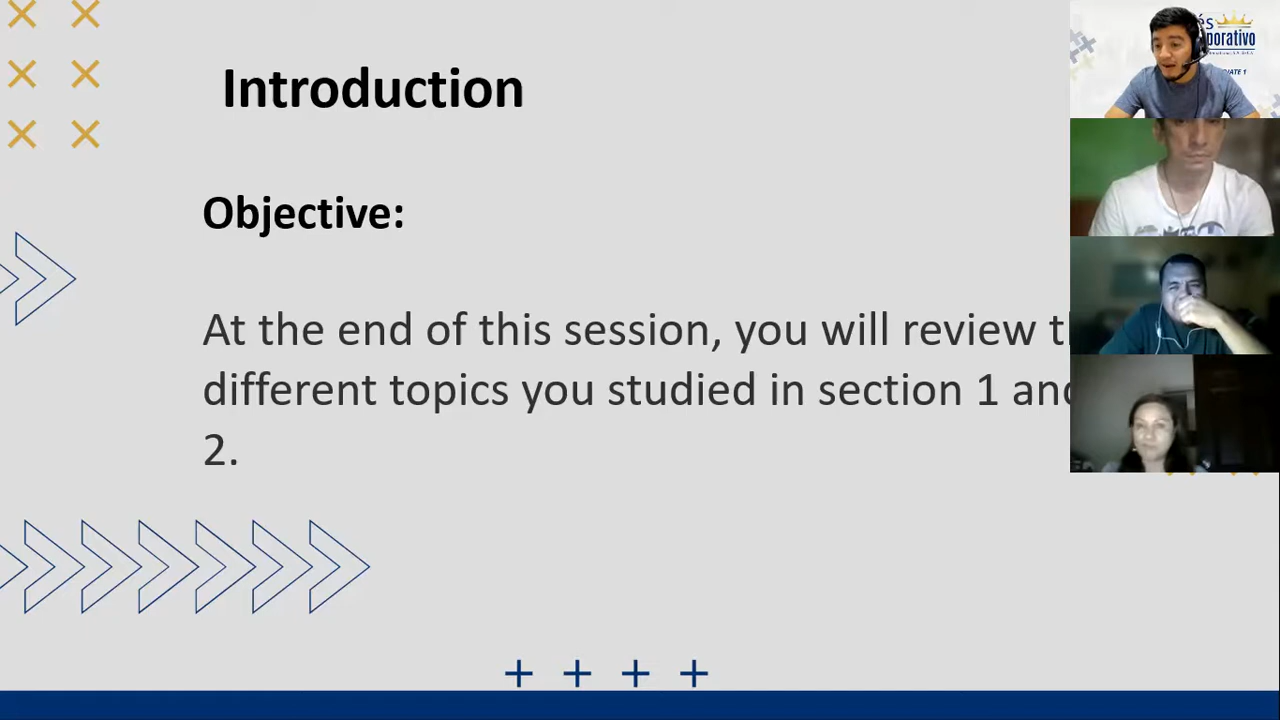 Introduction
Objective:
At the end of this session, you will review
different topics you studied in section 1 and
2.